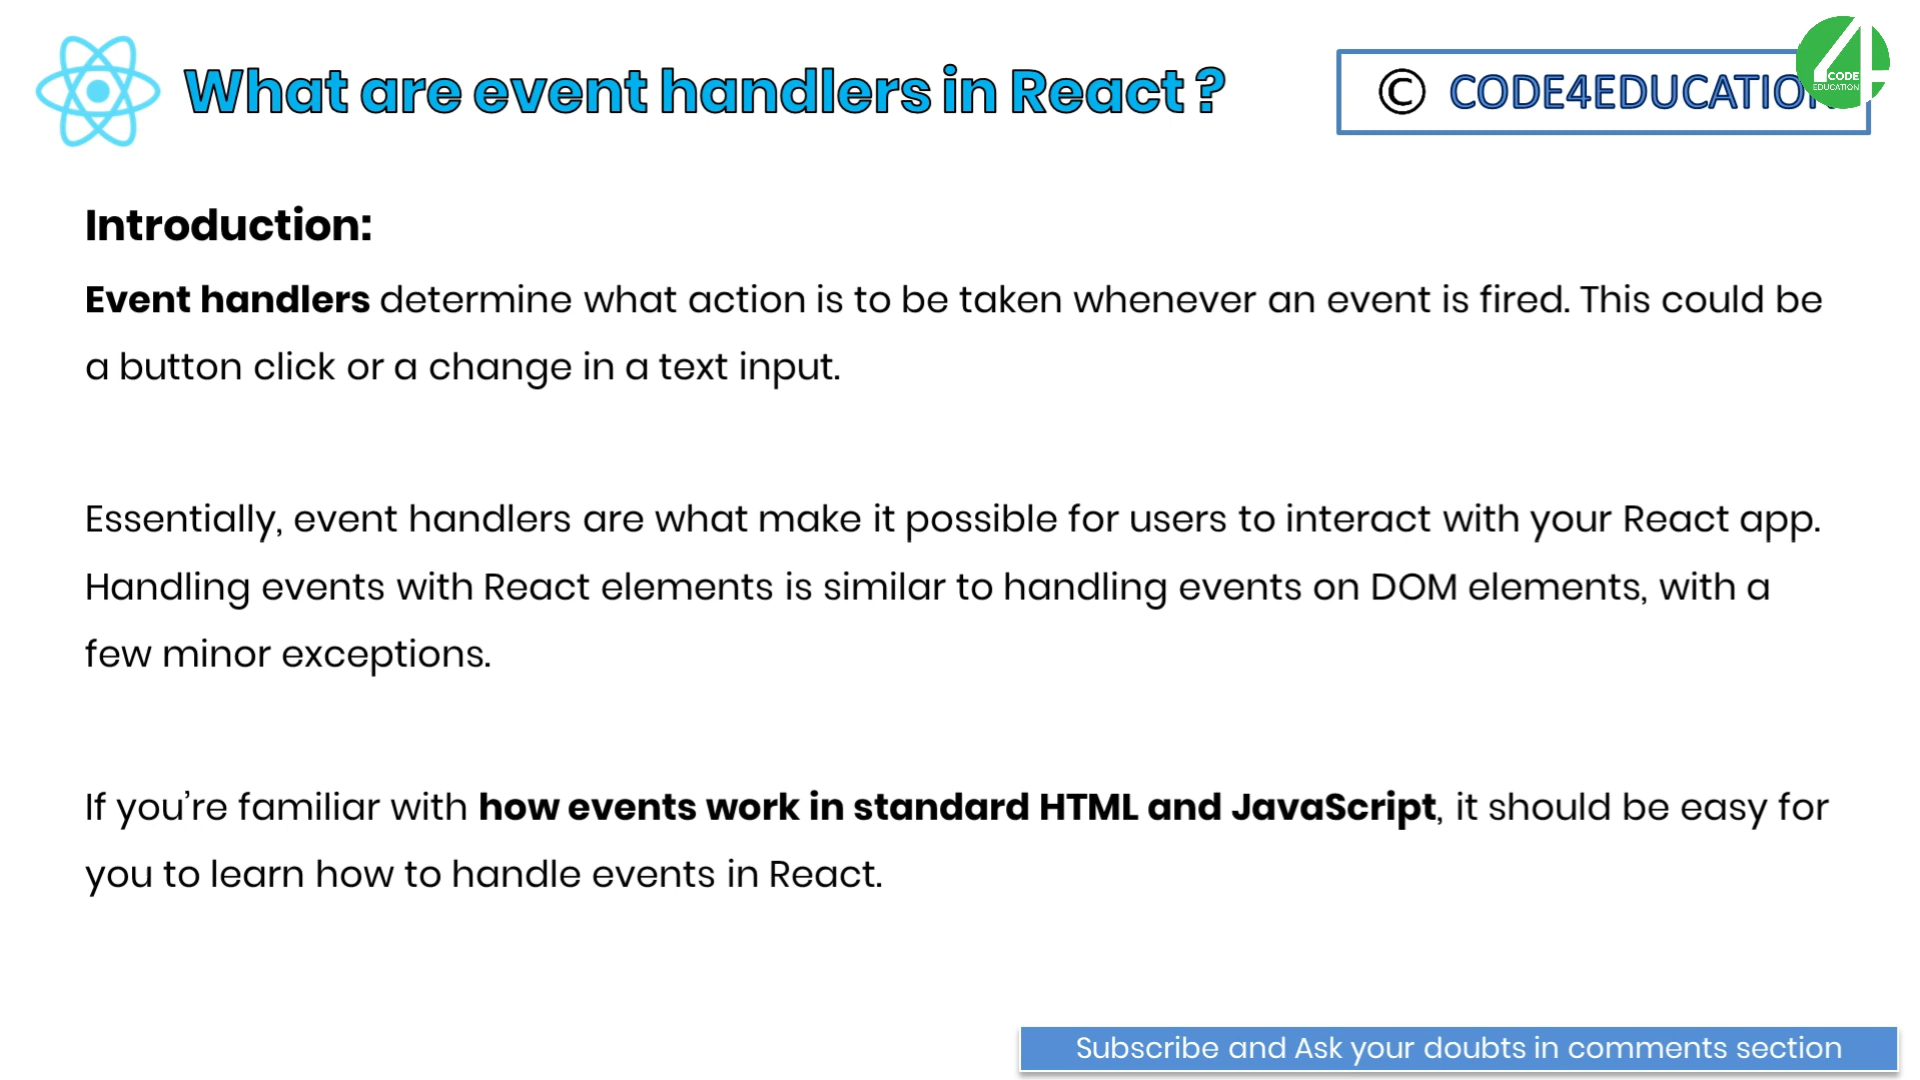 What are event handlers in React ?
© CODE4EDUCATION
CODE
EDUCATION
Introduction:
Event handlers determine what action is to be taken whenever an event is fired. This could be
a button click or a change in a text input.
Essentially, event handlers are what make it possible for users to interact with your React app.
Handling events with React elements is similar to handling events on DOM elements, with a
few minor exceptions.
If you’re familiar with how events work in standard HTML and JavaScript, it should be easy for
you to learn how to handle events in React.
Subscribe and Ask your doubts in comments section